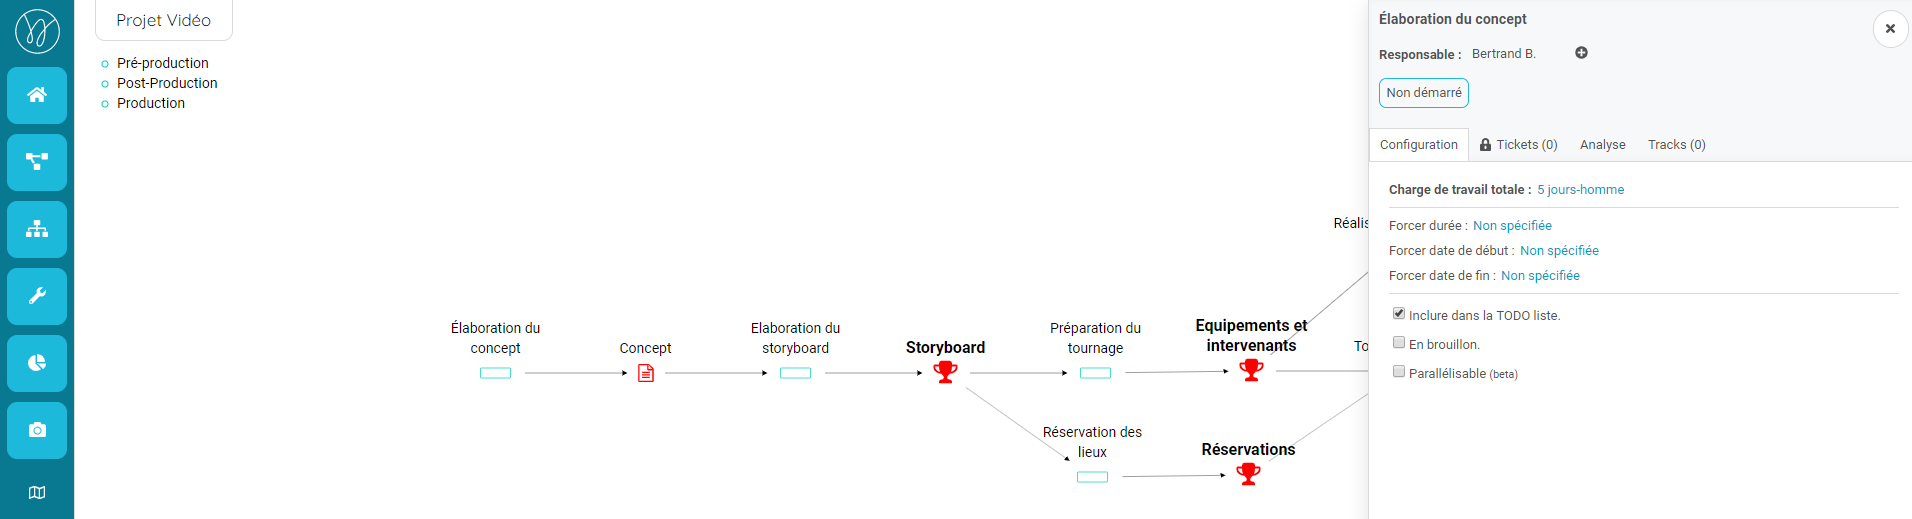 Projet Vidéo
Pré-production
Post-Production
Production
Élaboration du
concept
Concept
Elaboration du
storyboard
Storyboard
Préparation du
tournage
Equipements et
intervenants
Réalis
To
Réservation des
lieux
Réservations
Élaboration du concept
Responsable : Bertrand B.
Non démarré
Configuration Tickets (0) Analyse Tracks (0)
Charge de travail totale : 5 jours-homme
Forcer durée : Non spécifiée
Forcer date de début : Non spécifiée
Forcer date de fin : Non spécifiée
Inclure dans la TODO liste.
En brouillon.
Parallélisable (beta)